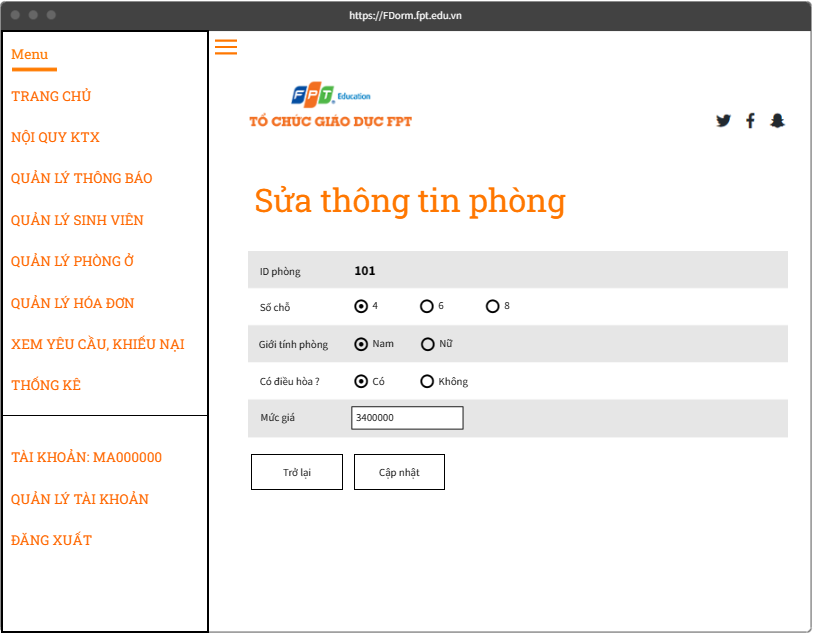 https://FDorm.fpt.edu.vn
Menu
TRANG CHỦ
NỘI QUY KTX
QUẢN LÝ THÔNG BÁO
QUẢN LÝ SINH VIÊN
QUẢN LÝ PHÒNG Ở
QUẢN LÝ HÓA ĐƠN
XEM YÊU CẦU, KHIẾU NẠI
THỐNG KÊ
TÀI KHOẢN: MA000000
QUẢN LÝ TÀI KHOẢN
ĐĂNG XUẤT
FPT Education
TỔ CHỨC GIÁO DỤC FPT
Sửa thông tin phòng
ID phòng 101
Số chỗ 4 6 8
Giới tính phòng Nam Nữ
Có điều hòa ? Có Không
Mức giá 3400000
Trở lại Cập nhật